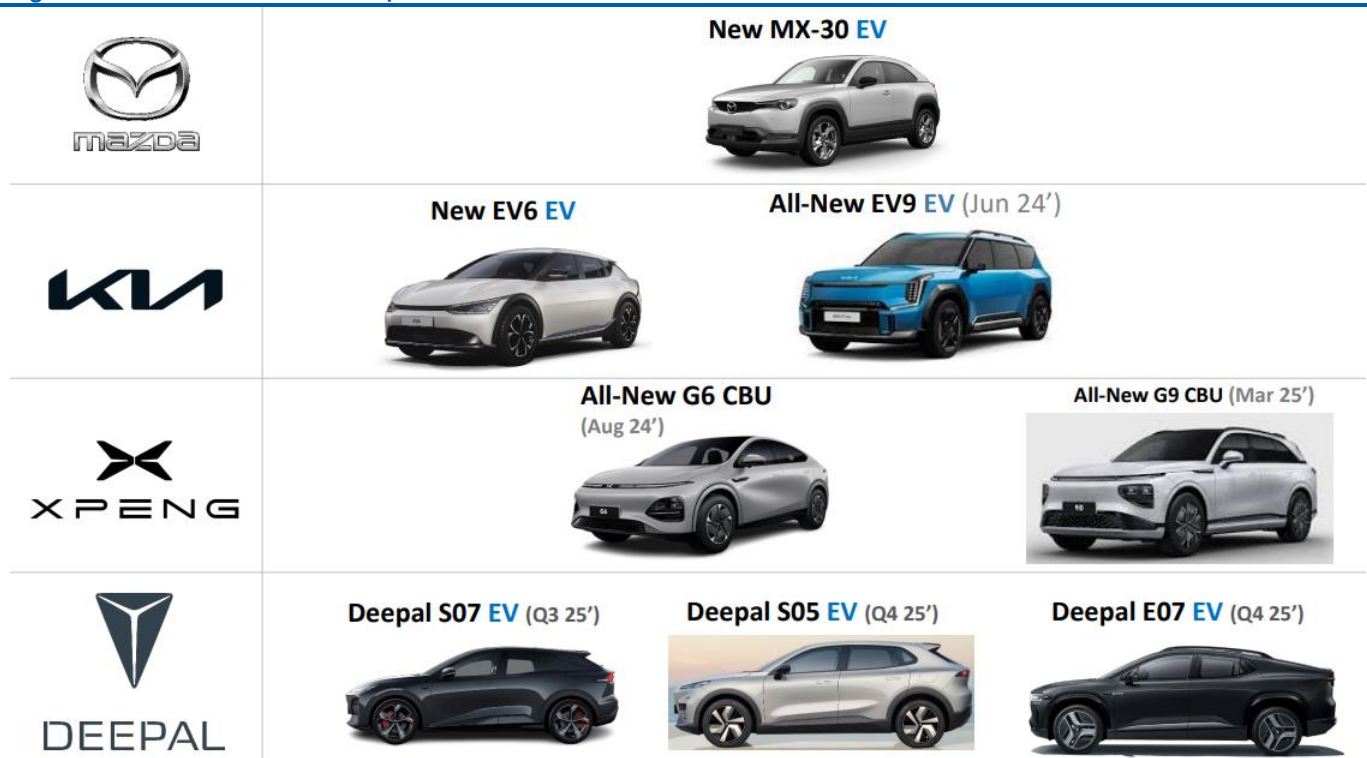 New MX-30 EV
mazda
New EV6 EV
All-New EV9 EV (Jun 24’)
KIA
All-New G6 CBU
(Aug 24’)
All-New G9 CBU (Mar 25’)
G6
XPENG
Deepal S07 EV (Q3 25’)
Deepal S05 EV (Q4 25’)
Deepal E07 EV (Q4 25’)
DEEPAL